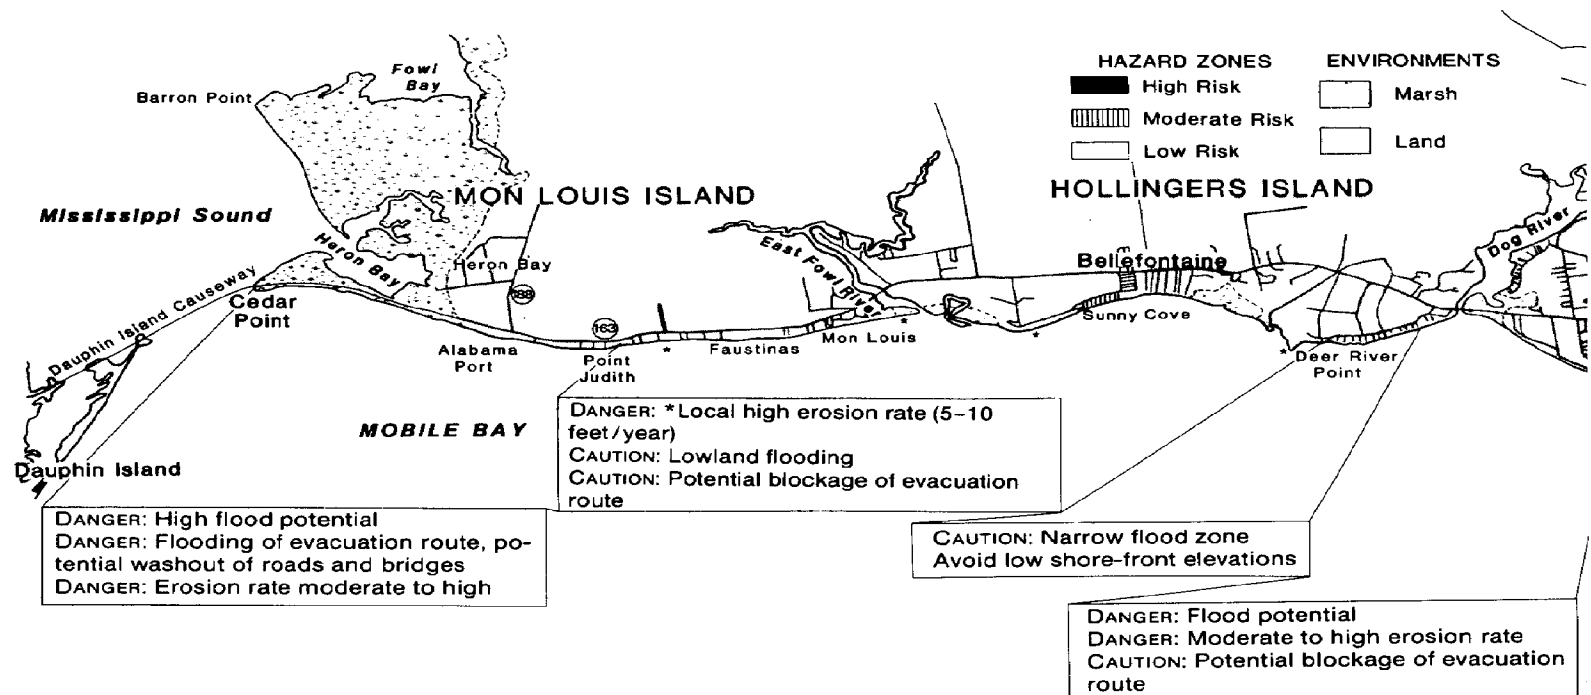 HAZARD ZONES
High Risk
Moderate Risk
Low Risk
ENVIRONMENTS
Marsh
Land
Fowl
Bay
Barron Point
MON LOUIS ISLAND
HOLLINGERS ISLAND
Mississippi Sound
Heron Bay
Heron Bay
188
East Fowl River
Bellefontaine
Dog River
Dauphin Island Causeway
Cedar
Point
163
Sunny Cove
Alabama
Port
Point
Judith
*
Faustinas
Mon Louis
*
*
*
Deer River
Point
MOBILE BAY
Dauphin Island
DANGER: *Local high erosion rate (5-10
feet/year)
CAUTION: Lowland flooding
CAUTION: Potential blockage of evacuation
route
DANGER: High flood potential
DANGER: Flooding of evacuation route, po-
tential washout of roads and bridges
DANGER: Erosion rate moderate to high
CAUTION: Narrow flood zone
Avoid low shore-front elevations
DANGER: Flood potential
DANGER: Moderate to high erosion rate
CAUTION: Potential blockage of evacuation
route